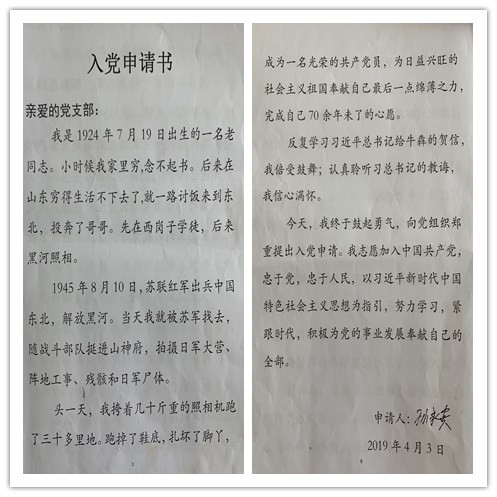 入党申请书
亲爱的党支部：
我是1924年7月19日出生的一名老
同志。小时候我家里穷，念不起书。后来在
山东穷得生活不下去了，就一路讨饭来到东
北，投奔了哥哥。先在西岗子学徒，后来
黑河照相。
1945年8月10日，苏联红军出兵中国
东北，解放黑河。当天我就被苏军找去，
随战斗部队挺进山神府，拍摄日军大营、
阵地工事、残骸和日军尸体。
头一天，我挎着几十斤重的照相机跑
了三十多里地。跑掉了鞋底，扎坏了脚丫，
成为一名光荣的共产党员，为日益兴旺的
社会主义祖国奉献自己最后一点绵薄之力，
完成自己70余年未了的心愿。
反复学习习近平总书记给牛犇的贺信，
我倍受鼓舞；认真聆听习总书记的教诲，
我信心满怀。
今天，我终于鼓起勇气，向党组织郑
重提出入党申请。我志愿加入中国共产党，
忠于党，忠于人民，以习近平新时代中国
特色社会主义思想为指引，努力学习，紧
跟时代，积极为党的事业发展奉献自己的
全部。
申请人：
2019年4月3日